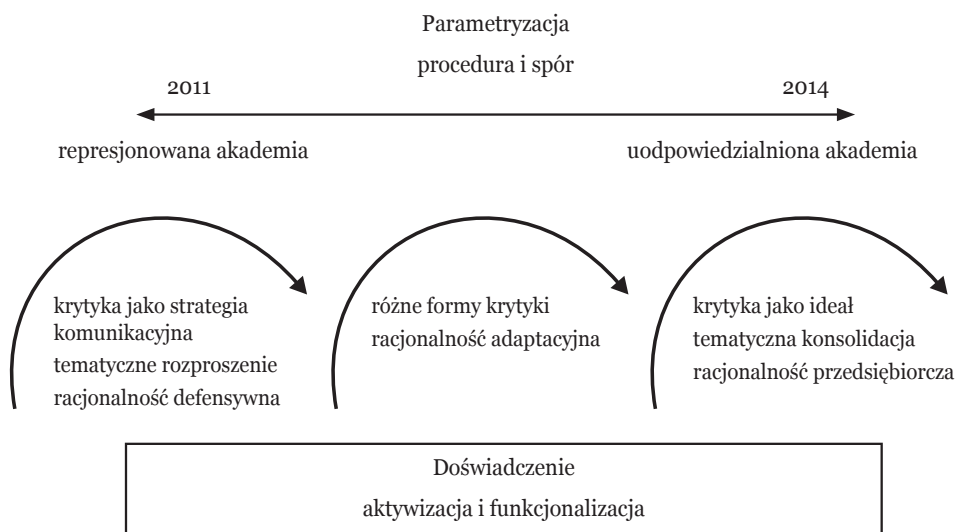 Parametryzacja
procedura i spór
2011
2014
represjonowana akademia
uodpowiedzialniona akademia
krytyka jako strategia
komunikacyjna
tematyczne rozproszenie
racjonalność defensywna
różne formy krytyki
racjonalność adaptacyjna
krytyka jako ideał
tematyczna konsolidacja
racjonalność przedsiębiorcza
Doświadczenie
aktywizacja i funkcjonalizacja